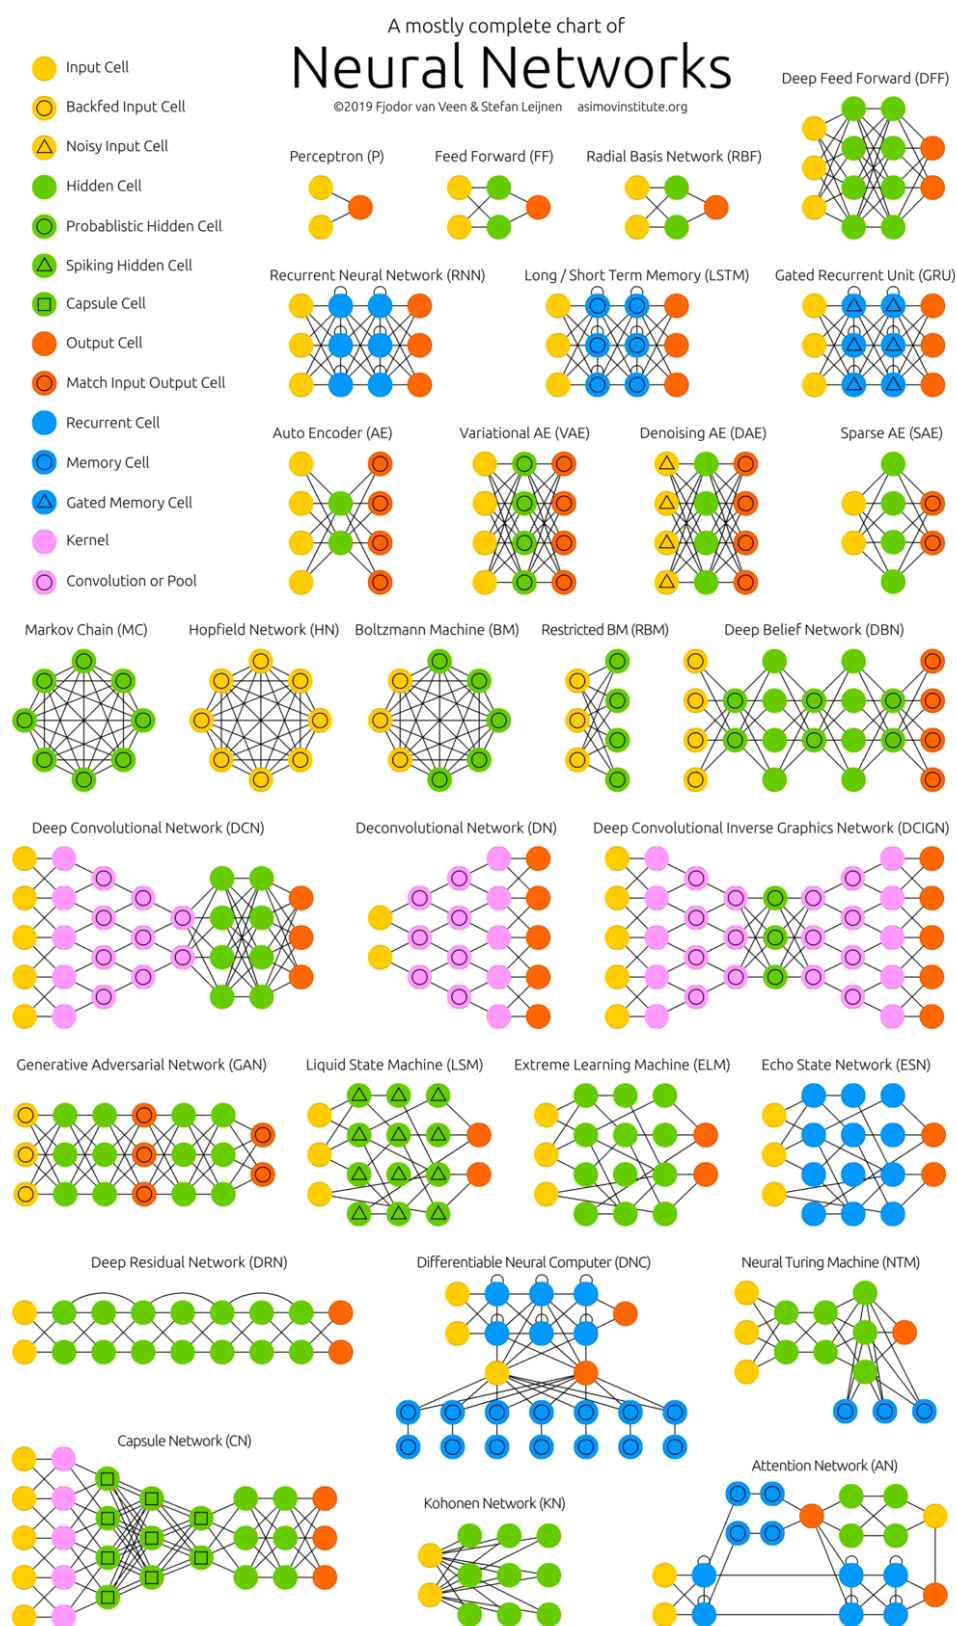 A mostly complete chart of
Neural Networks
©2019 Fjodor van Veen & Stefan Leijnen asimovinstitute.org
Input Cell
Backfed Input Cell
Noisy Input Cell
Hidden Cell
Probablistic Hidden Cell
Spiking Hidden Cell
Capsule Cell
Output Cell
Match Input Output Cell
Recurrent Cell
Memory Cell
Gated Memory Cell
Kernel
Convolution or Pool
Deep Feed Forward (DFF)
Perceptron (P)
Feed Forward (FF)
Radial Basis Network (RBF)
Recurrent Neural Network (RNN)
Long / Short Term Memory (LSTM)
Gated Recurrent Unit (GRU)
Auto Encoder (AE)
Variational AE (VAE)
Denoising AE (DAE)
Sparse AE (SAE)
Markov Chain (MC)
Hopfield Network (HN)
Boltzmann Machine (BM)
Restricted BM (RBM)
Deep Belief Network (DBN)
Deep Convolutional Network (DCN)
Deconvolutional Network (DN)
Deep Convolutional Inverse Graphics Network (DCIGN)
Generative Adversarial Network (GAN)
Liquid State Machine (LSM)
Extreme Learning Machine (ELM)
Echo State Network (ESN)
Deep Residual Network (DRN)
Differentiable Neural Computer (DNC)
Neural Turing Machine (NTM)
Capsule Network (CN)
Kohonen Network (KN)
Attention Network (AN)